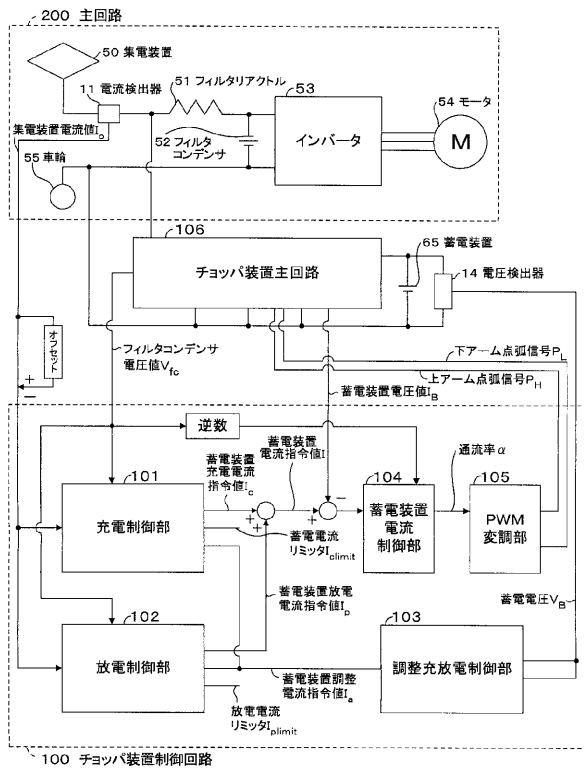 200 主回路
50 集電装置
11 電流検出器
51 フィルタリアクトル
53
54 モータ
集電装置電流値Io
52 フィルタ
コンデンサ
インバータ
M
55 車輪
106
65 蓄電装置
チョッパ装置主回路
14 電圧検出器
オフセット
フィルタコンデンサ
電圧値Vfc
下アーム点弧信号PL
上アーム点弧信号PH
蓄電装置電圧値IB
+
−
逆数
蓄電装置
充電電流
指令値Ic
蓄電装置
電流指令値I
−
通流率α
101
充電制御部
+
+
+
104
蓄電装置
電流
制御部
105
PWM
変調部
蓄電電流
リミッタIclimit
蓄電装置放電
電流指令値Ip
蓄電電圧VB
102
放電制御部
103
調整充放電制御部
蓄電装置調整
電流指令値Ia
放電電流
リミッタIplimit
100 チョッパ装置制御回路